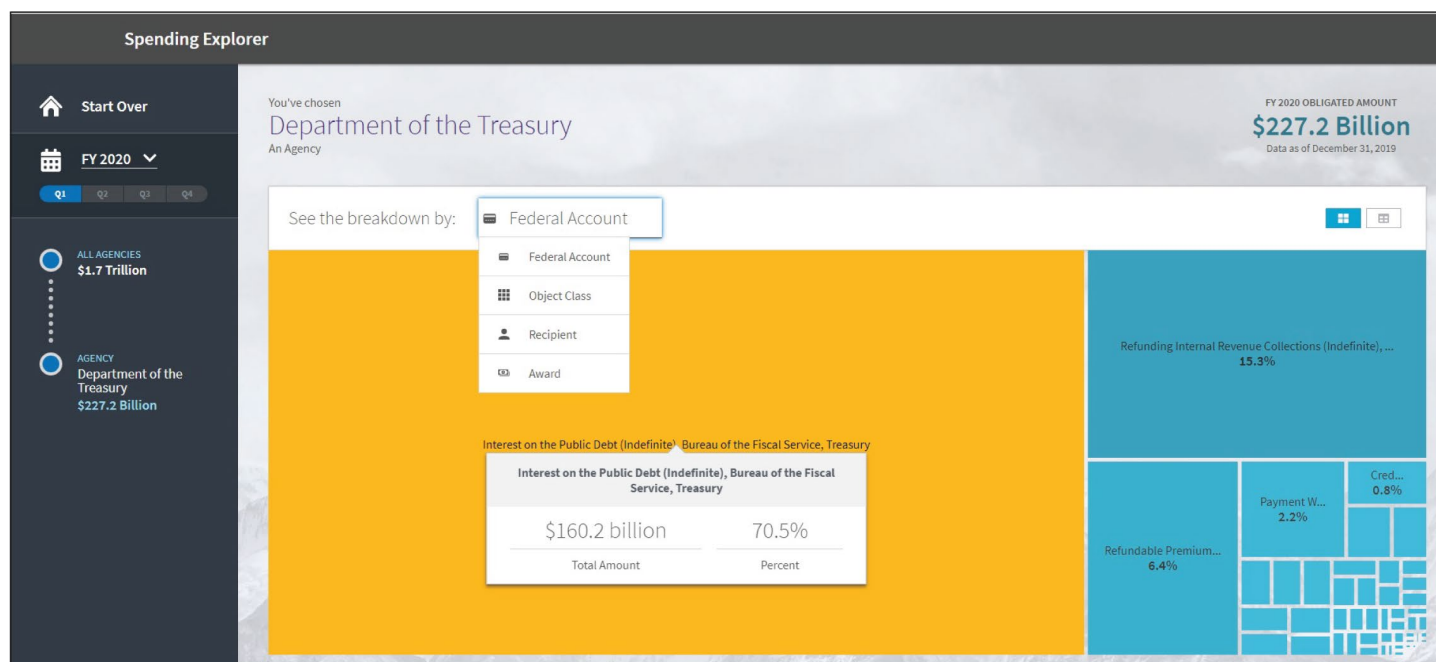 Spending Explorer
Start Over
FY 2020
Q1 Q2 Q3 Q4
ALL AGENCIES
$1.7 Trillion
AGENCY
Department of the
Treasury
$227.2 Billion
You've chosen
Department of the Treasury
An Agency
FY 2020 OBLIGATED AMOUNT
$227.2 Billion
Data as of December 31, 2019
See the breakdown by:
Federal Account
Federal Account
Object Class
Recipient
Award
Interest on the Public Debt (Indefinite), Bureau of the Fiscal Service, Treasury
Interest on the Public Debt (Indefinite), Bureau of the Fiscal
Service, Treasury
$160.2 billion
Total Amount
70.5%
Percent
Refunding Internal Revenue Collections (Indefinite), ...
15.3%
Refundable Premium...
6.4%
Payment W...
2.2%
Cred...
0.8%